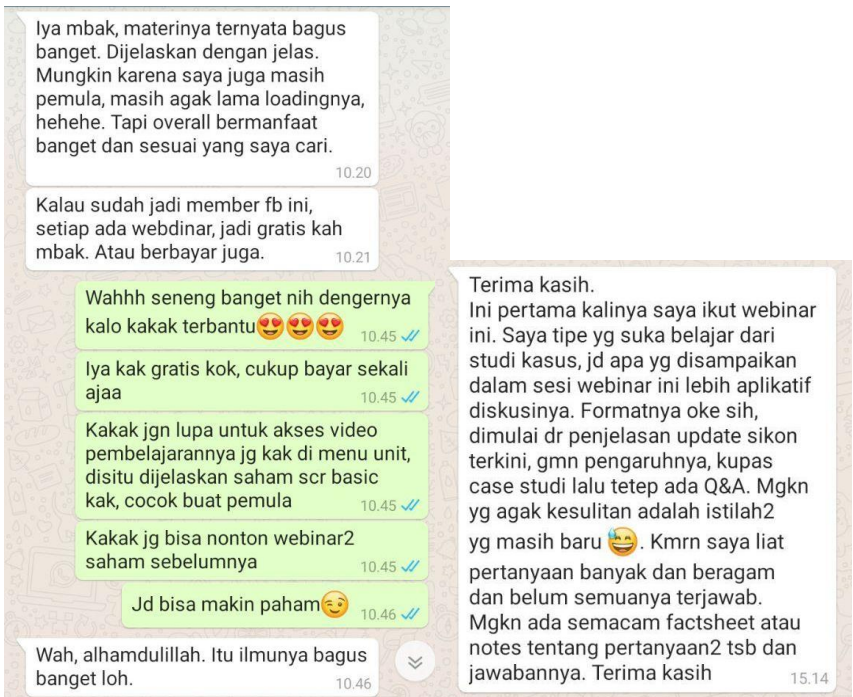 Iya mbak, materinya ternyata bagus
banget. Dijelaskan dengan jelas.
Mungkin karena saya juga masih
pemula, masih agak lama loadingnya,
hehehe. Tapi overall bermanfaat
banget dan sesuai yang saya cari.
10.20
Kalau sudah jadi member fb ini,
setiap ada webdinar, jadi gratis kah
mbak. Atau berbayar juga.
10.21
Wahhh seneng banget nih dengernya
kalo kakak terbantu😍😍😍
10.45
Iya kak gratis kok, cukup bayar sekali
ajaa
10.45
Kakak jgn lupa untuk akses video
pembelajarannya jg kak di menu unit,
disitu dijelaskan saham scr basic
kak, cocok buat pemula
10.45
Kakak jg bisa nonton webinar2
saham sebelumnya
10.45
Jd bisa makin paham😉
10.46
Wah, alhamdulillah. Itu ilmunya bagus
banget loh.
10.46
Terima kasih.
Ini pertama kalinya saya ikut webinar
ini. Saya tipe yg suka belajar dari
studi kasus, jd apa yg disampaikan
dalam sesi webinar ini lebih aplikatif
diskusinya. Formatnya oke sih,
dimulai dr penjelasan update sikon
terkini, gmn pengaruhnya, kupas
case studi lalu tetep ada Q&A. Mgkn
yg agak kesulitan adalah istilah2
yg masih baru 😅. Kmrn saya liat
pertanyaan banyak dan beragam
dan belum semuanya terjawab.
Mgkn ada semacam factsheet atau
notes tentang pertanyaan2 tsb dan
jawabannya. Terima kasih
15.14